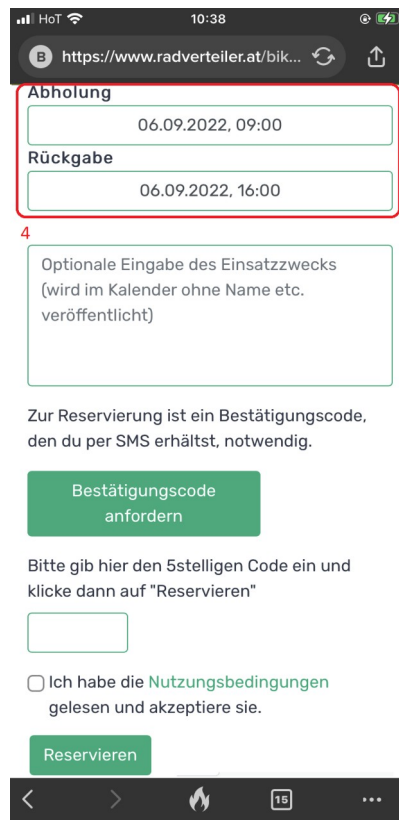 HoT 10:38
B https://www.radverteiler.at/bik...
Abholung
06.09.2022, 09:00
Rückgabe
06.09.2022, 16:00
4
Optionale Eingabe des Einsatzzwecks
(wird im Kalender ohne Name etc.
veröffentlicht)
Zur Reservierung ist ein Bestätigungscode,
den du per SMS erhältst, notwendig.
Bestätigungscode
anfordern
Bitte gib hier den 5stelligen Code ein und
klicke dann auf "Reservieren"
Ich habe die Nutzungsbedingungen
gelesen und akzeptiere sie.
Reservieren
15